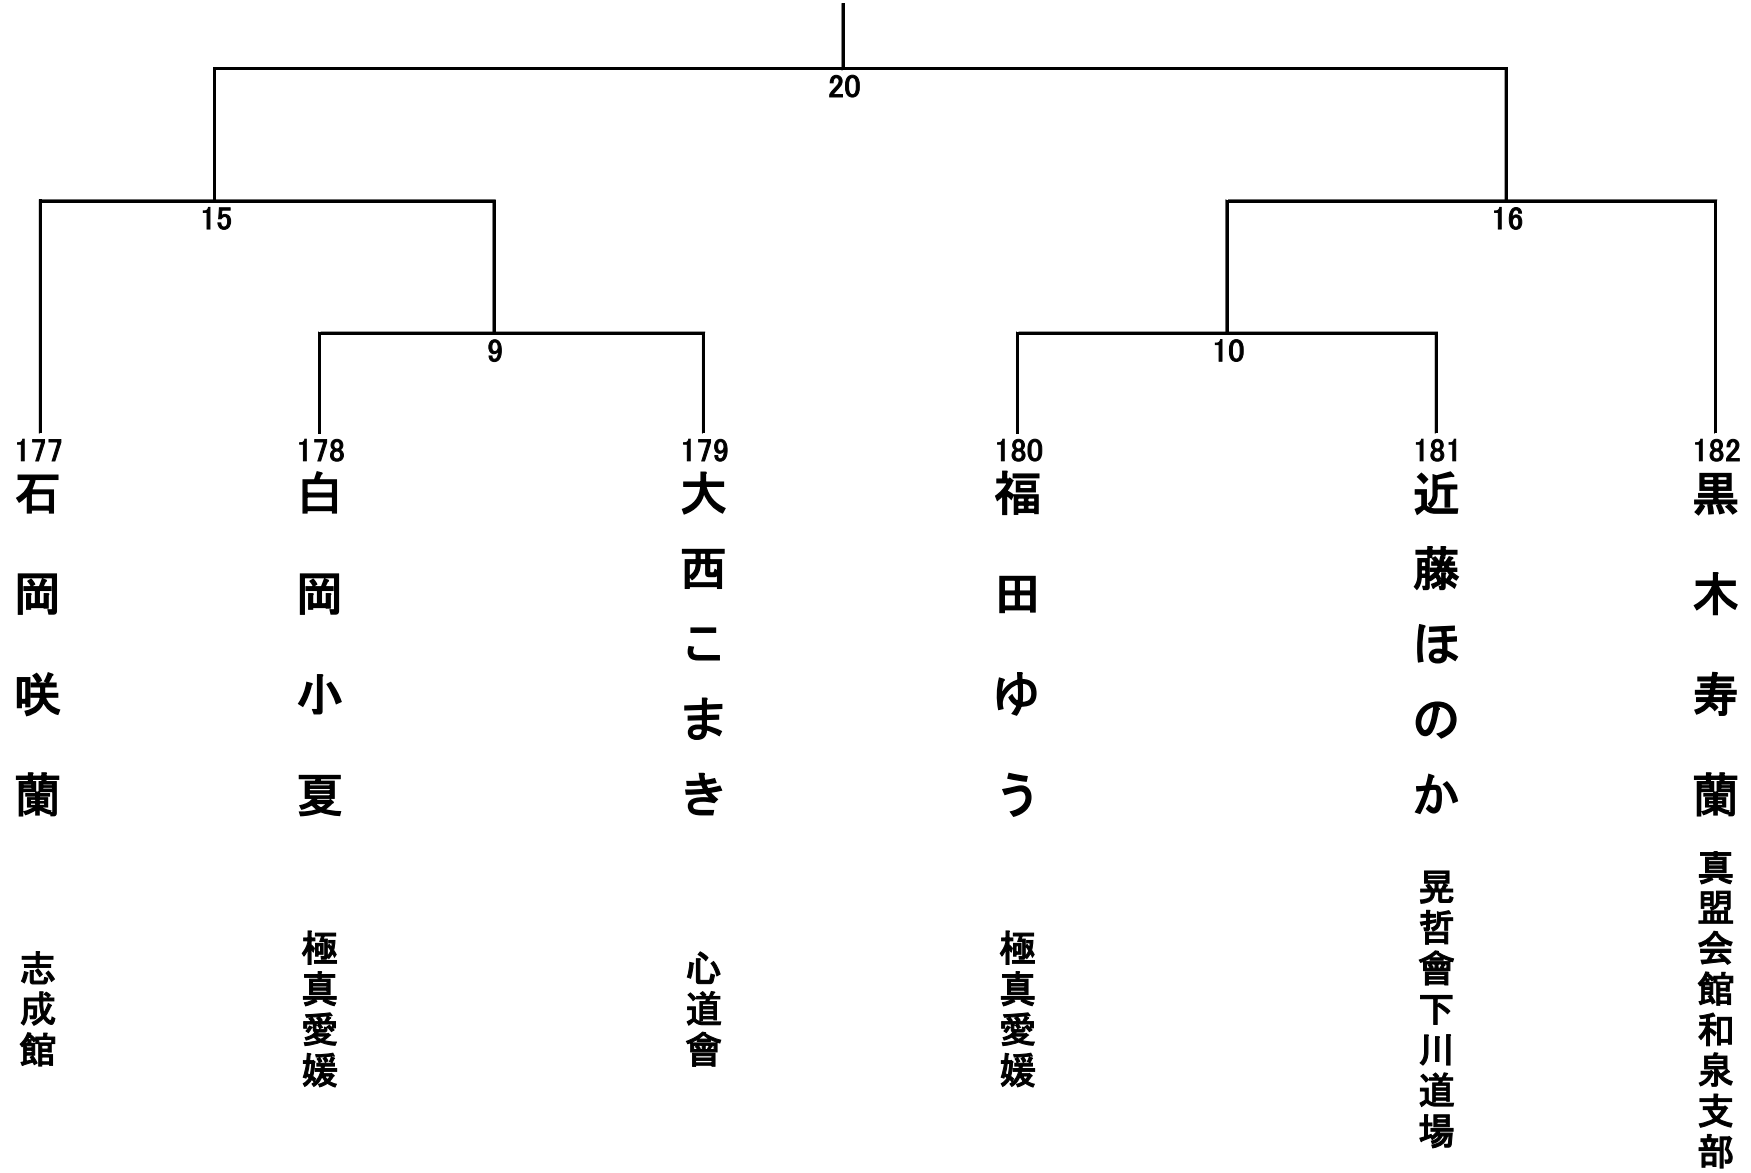 20
15
16
9
10
177
石岡咲蘭
志成館
178
白岡小夏
極真愛媛
179
大西こまき
心道會
180
福田ゆう
極真愛媛
181
近藤ほのか
晃哲會下川道場
182
黒木寿蘭
真盟会館和泉支部